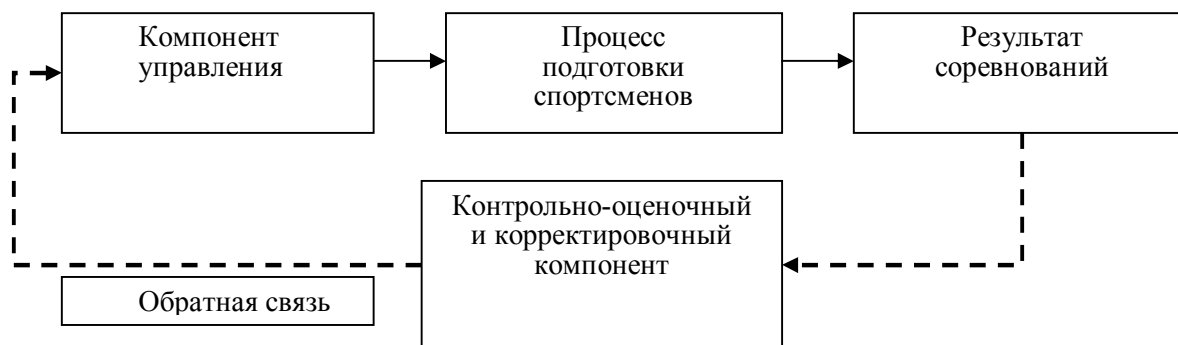 Компонент
управления
Процесс
подготовки
спортсменов
Результат
соревнований
Контрольно-оценочный
и корректировочный
компонент
Обратная связь